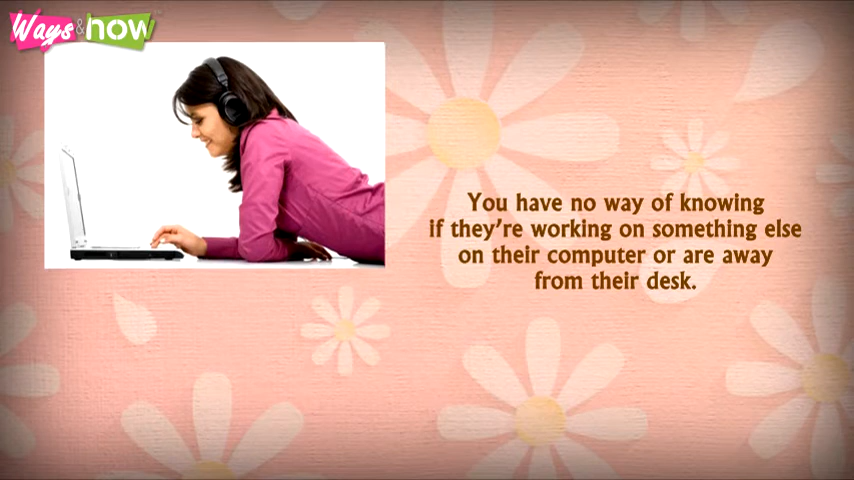 Ways & how
You have no way of knowing
if they're working on something else
on their computer or are away
from their desk.